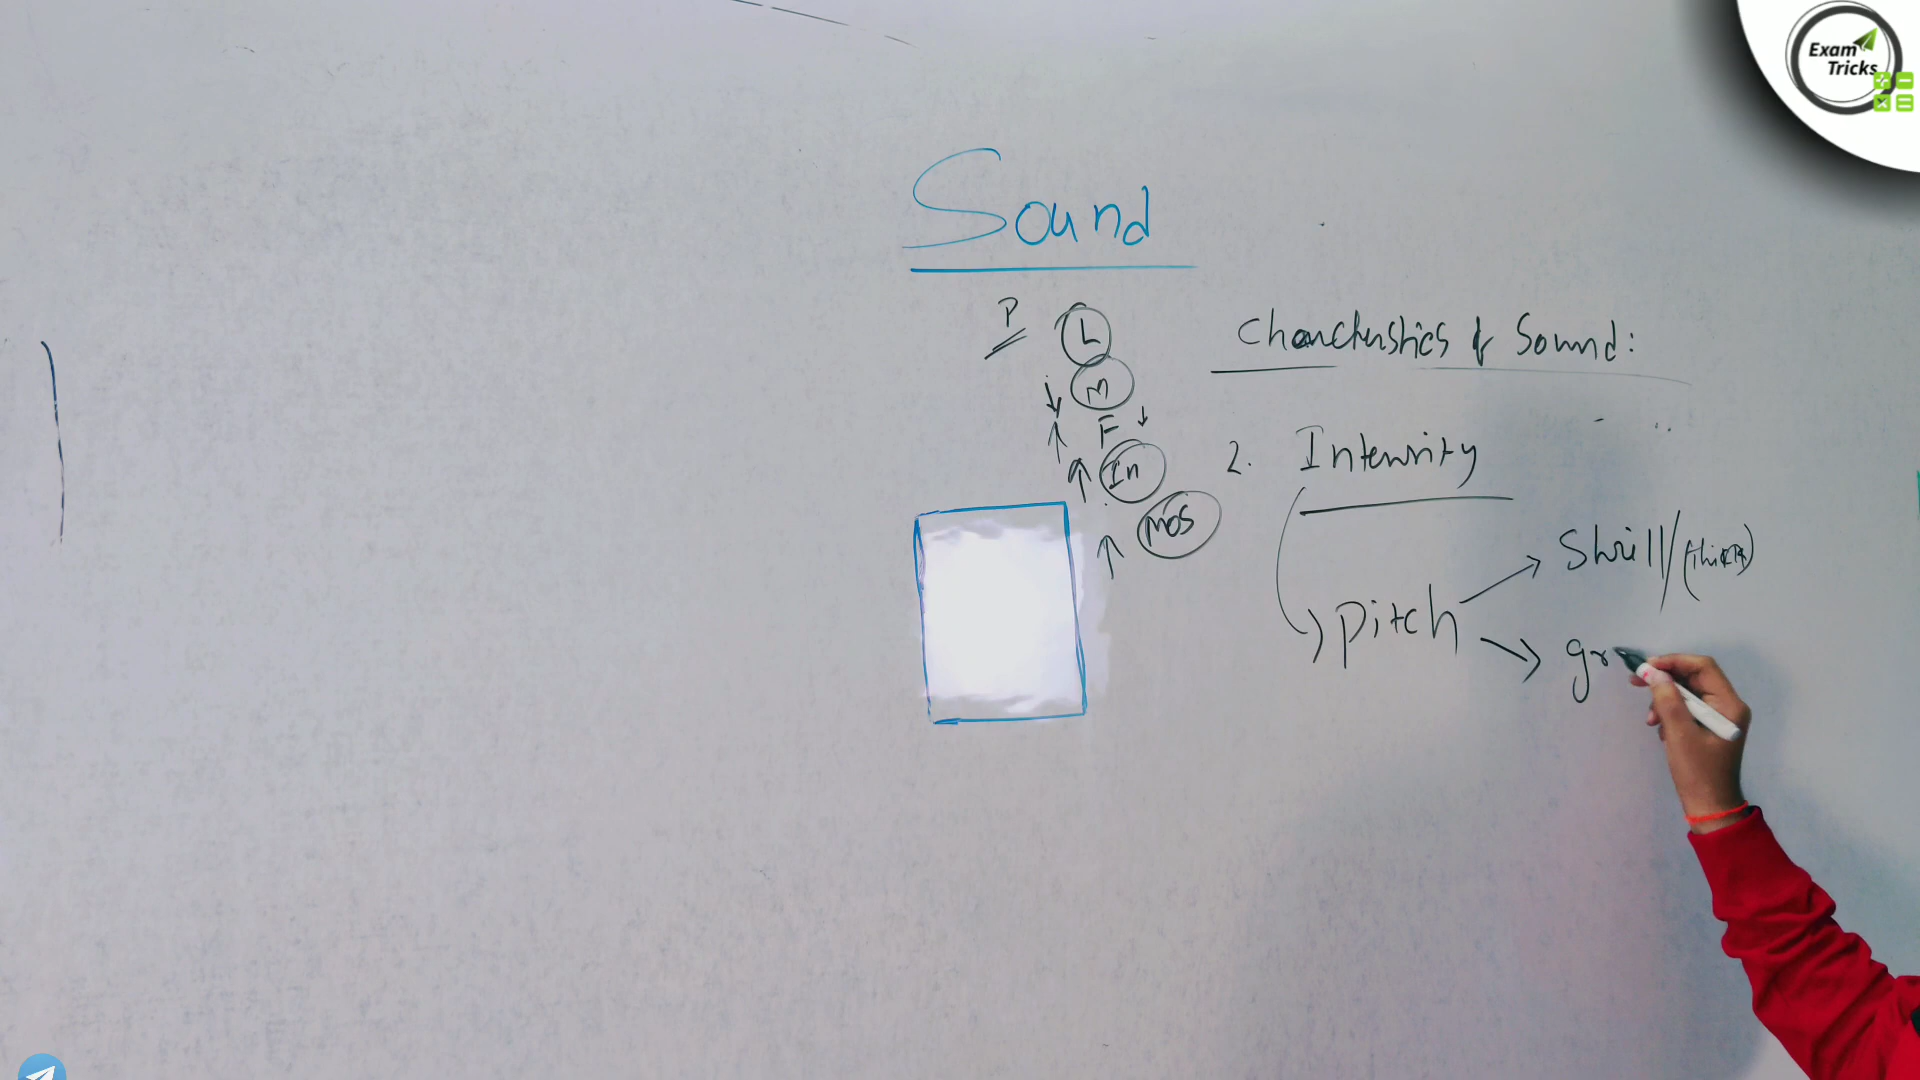 Exam
Tricks
Sound
P
L
M
F
In
MOS
Characteristics of Sound:
2. Intensity
pitch
Shrill/
gr